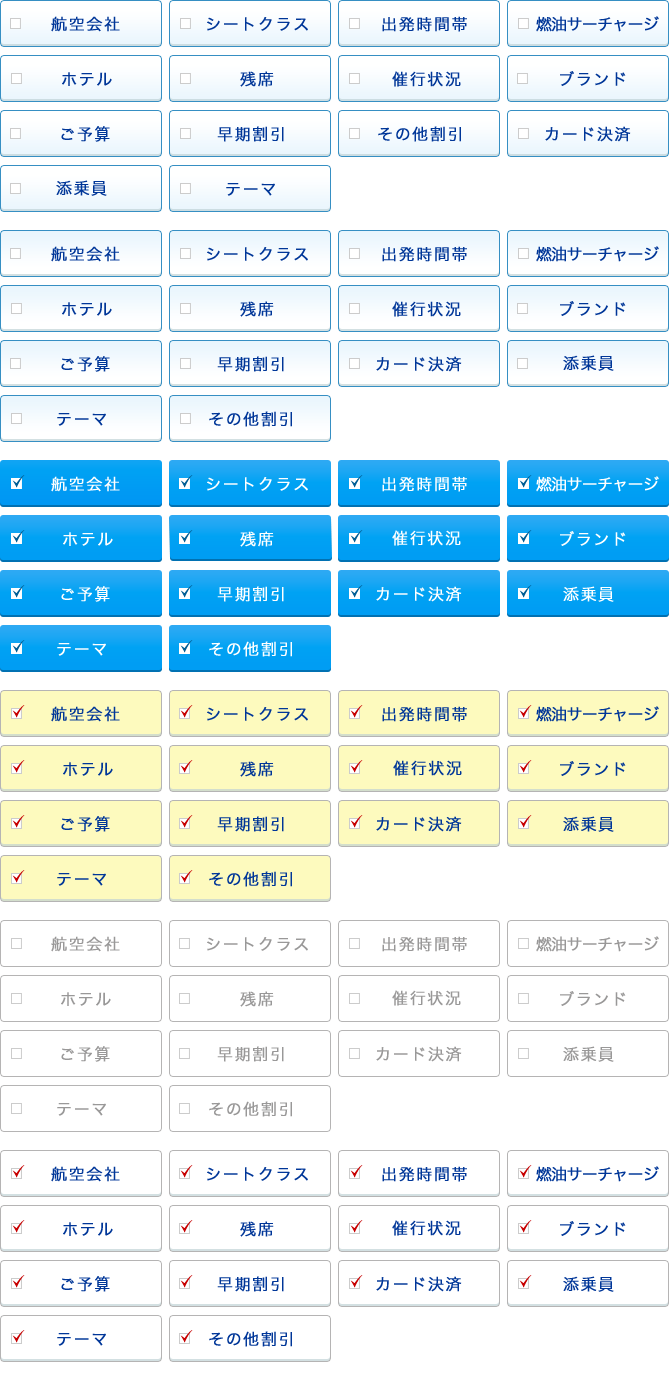 航空会社 シートクラス 出発時間帯 燃油サーチャージ
ホテル 残席 催行状況 ブランド
ご予算 早期割引 その他割引 カード決済
添乗員 テーマ
航空会社 シートクラス 出発時間帯 燃油サーチャージ
ホテル 残席 催行状況 ブランド
ご予算 早期割引 カード決済 添乗員
テーマ その他割引
航空会社 シートクラス 出発時間帯 燃油サーチャージ
ホテル 残席 催行状況 ブランド
ご予算 早期割引 カード決済 添乗員
テーマ その他割引
航空会社 シートクラス 出発時間帯 燃油サーチャージ
ホテル 残席 催行状況 ブランド
ご予算 早期割引 カード決済 添乗員
テーマ その他割引
航空会社 シートクラス 出発時間帯 燃油サーチャージ
ホテル 残席 催行状況 ブランド
ご予算 早期割引 カード決済 添乗員
テーマ その他割引
航空会社 シートクラス 出発時間帯 燃油サーチャージ
ホテル 残席 催行状況 ブランド
ご予算 早期割引 カード決済 添乗員
テーマ その他割引